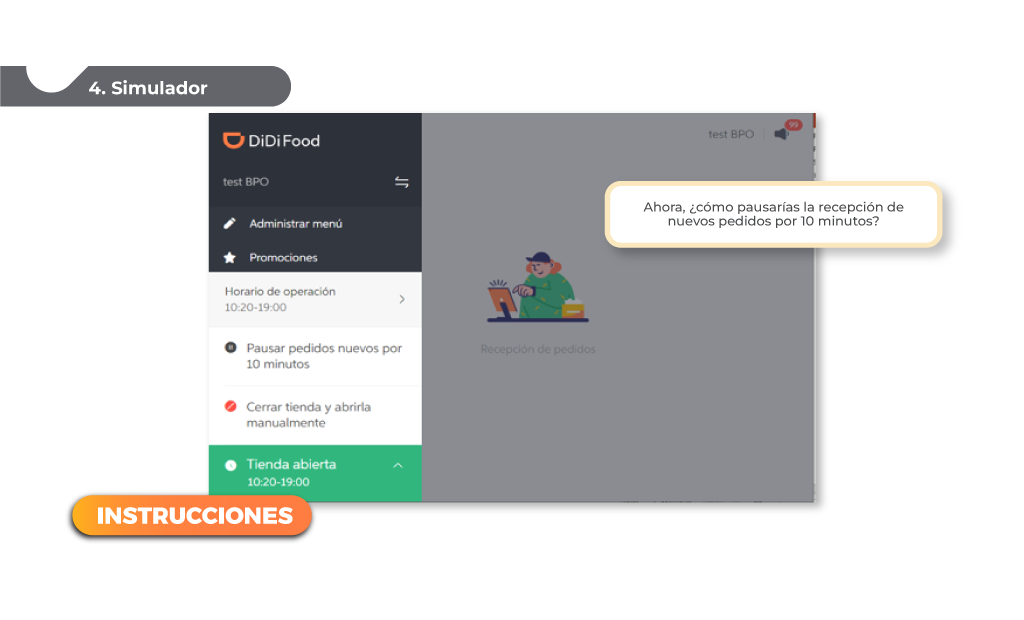 4. Simulador
DiDi Food
test BPO
99
test BPO
Ahora, ¿cómo pausarías la recepción de
nuevos pedidos por 10 minutos?
Administrar menú
Promociones
Horario de operación
10:20-19:00
Pausar pedidos nuevos por
10 minutos
Recepción de pedidos
Cerrar tienda y abrirla
manualmente
Tienda abierta
10:20-19:00
INSTRUCCIONES